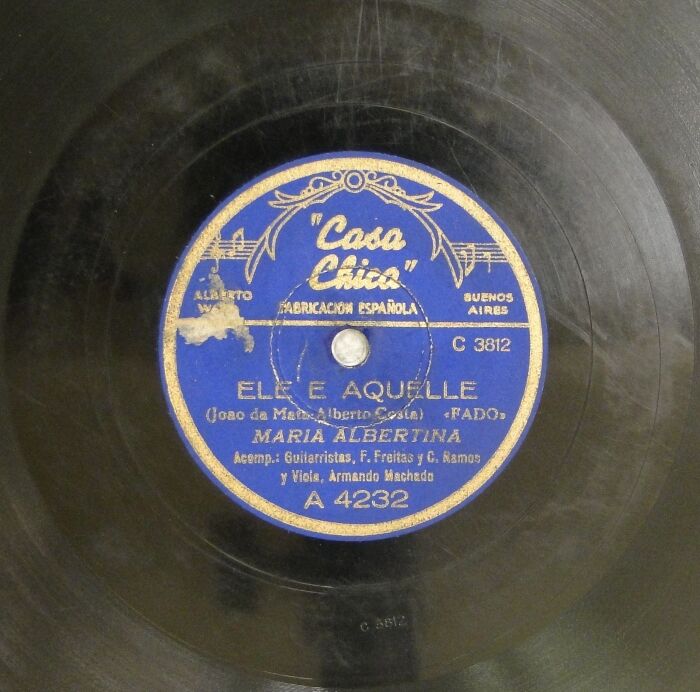 "Casa
Chica"
ALBERTO
BUENOS
AIRES
FABRICACIÓN ESPAÑOLA
C 3812
ELE E AQUELLE
(Joao da Mata-Alberto Costa) «FADO»
MARIA ALBERTINA
Acomp.: Guitarristas, F. Freitas y C. Ramos
y Viola, Armando Machado
A 4232
C 3812